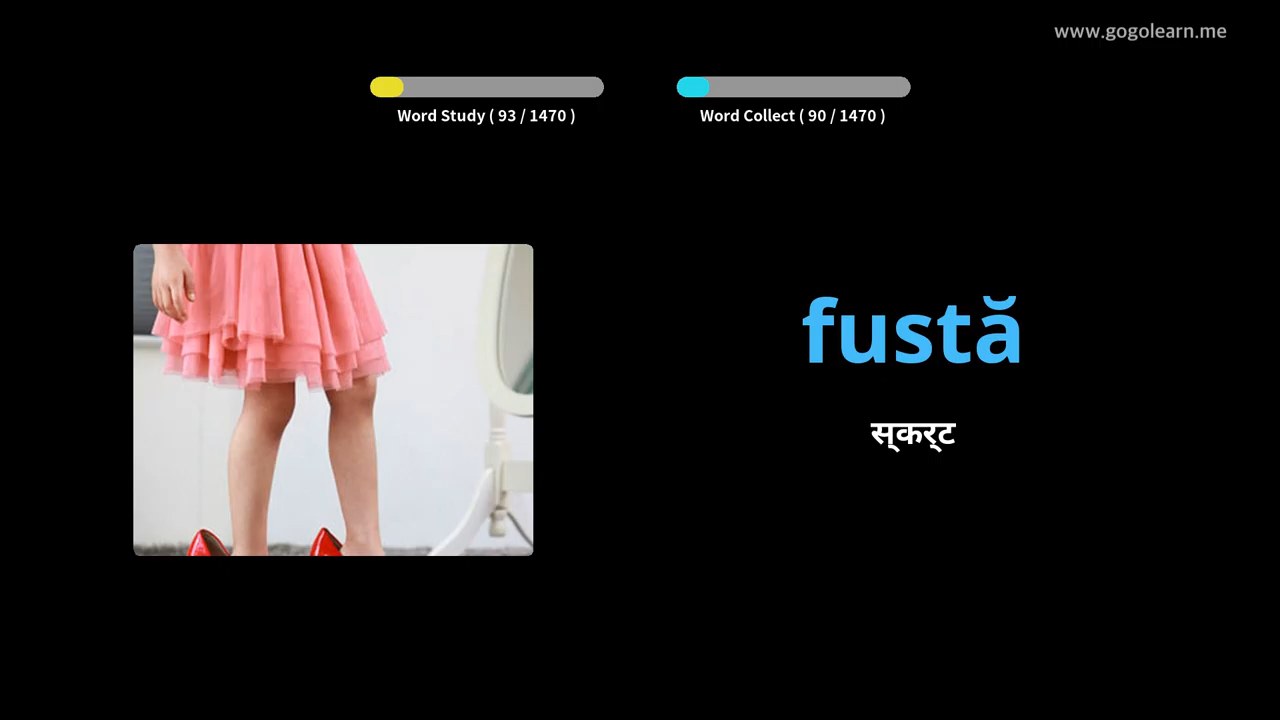 www.gogolearn.me
Word Study ( 93 / 1470 )
Word Collect ( 90 / 1470 )
fustă
स्कर्ट